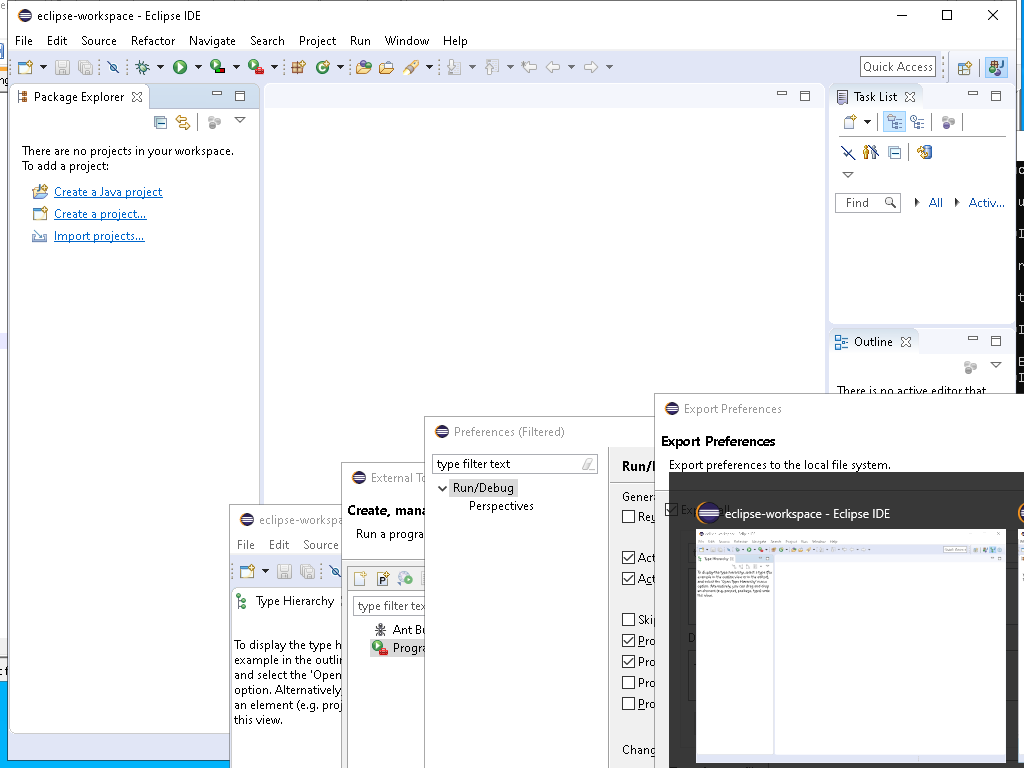 eclipse-workspace - Eclipse IDE
File Edit Source Refactor Navigate Search Project Run Window Help
Quick Access
Package Explorer
There are no projects in your workspace.
To add a project:
Create a Java project
Create a project...
Import projects...
Task List
Find
All
Activ...
Outline
There is no active editor that
Export Preferences
Export Preferences
Export preferences to the local file system.
Preferences (Filtered)
type filter text
Run/Debug
Perspectives
Run/
Genera
Act
Act
Skip
Pro
Pro
Pro
Pro
Chang
External To
Create, mana
Run a progra
type filter tex
Ant Bu
Progra
eclipse-workspa
File Edit Source
Type Hierarchy
To display the type h
example in the outlin
and select the 'Open
option. Alternatively,
an element (e.g. proj
this view.
eclipse-workspace - Eclipse IDE